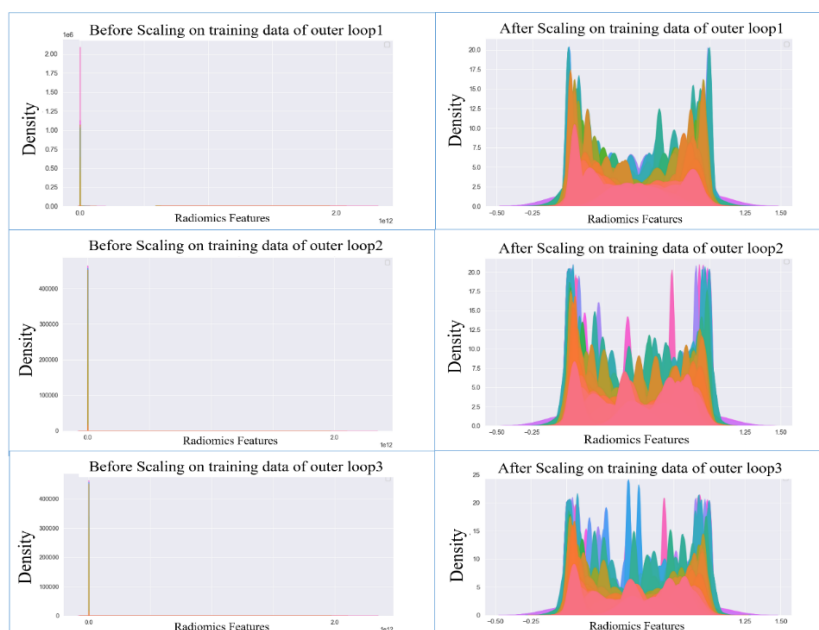 Before Scaling on training data of outer loop1
1e6
2.00
1.75
1.50
1.25
1.00
0.75
0.50
0.25
0.00
Density
0.0
2.0
Radiomics Features
1e12
After Scaling on training data of outer loop1
20.0
17.5
15.0
12.5
10.0
7.5
5.0
2.5
0.0
Density
-0.50
-0.25
1.25
1.50
Radiomics Features
Before Scaling on training data of outer loop2
400000
300000
200000
100000
0
Density
0.0
2.0
Radiomics Features
1e12
After Scaling on training data of outer loop2
20.0
17.5
15.0
12.5
10.0
7.5
5.0
2.5
0.0
Density
-0.50
-0.25
1.25
1.50
Radiomics Features
Before Scaling on training data of outer loop3
400000
300000
200000
100000
0
Density
0.0
2.0
Radiomics Features
1e12
After Scaling on training data of outer loop3
25
20
15
10
5
0
Density
-0.50
-0.25
1.25
1.50
Radiomics Features